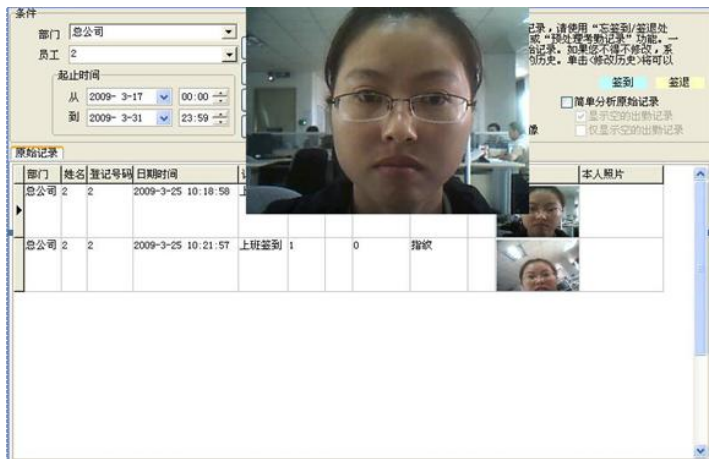 条件
部门 总公司
员工 2
起止时间
从 2009- 3-17 00:00
到 2009- 3-31 23:59
记录，请使用“忘签到/签退处
或“预处理考勤记录”功能。一
始记录。如果您不得不修改，系
的历史。单击<修改历史>将可以
签到 签退
简单分析原始记录
显示空的出勤记录
像 仅显示空的出勤记录
原始记录
部门 姓名 登记号码 日期时间 本人照片
总公司 2 2 2009-3-25 10:18:58
总公司 2 2 2009-3-25 10:21:57 上班签到 1 0 指纹